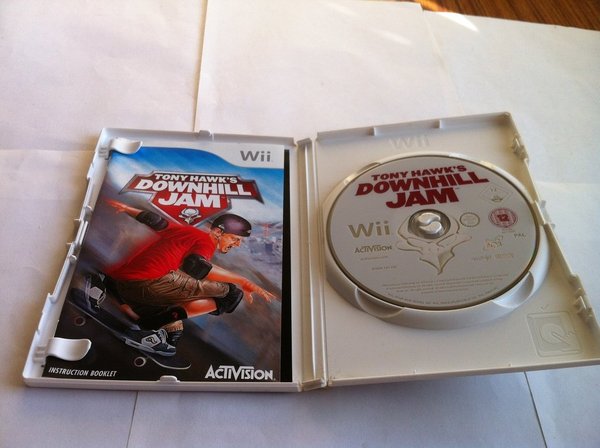 Wii
TONY HAWK'S
DOWNHILL
JAM
INSTRUCTION BOOKLET
ACTIVISION
Wii
TONY HAWK'S
DOWNHILL
JAM
Wii
ACTIVISION
PAL